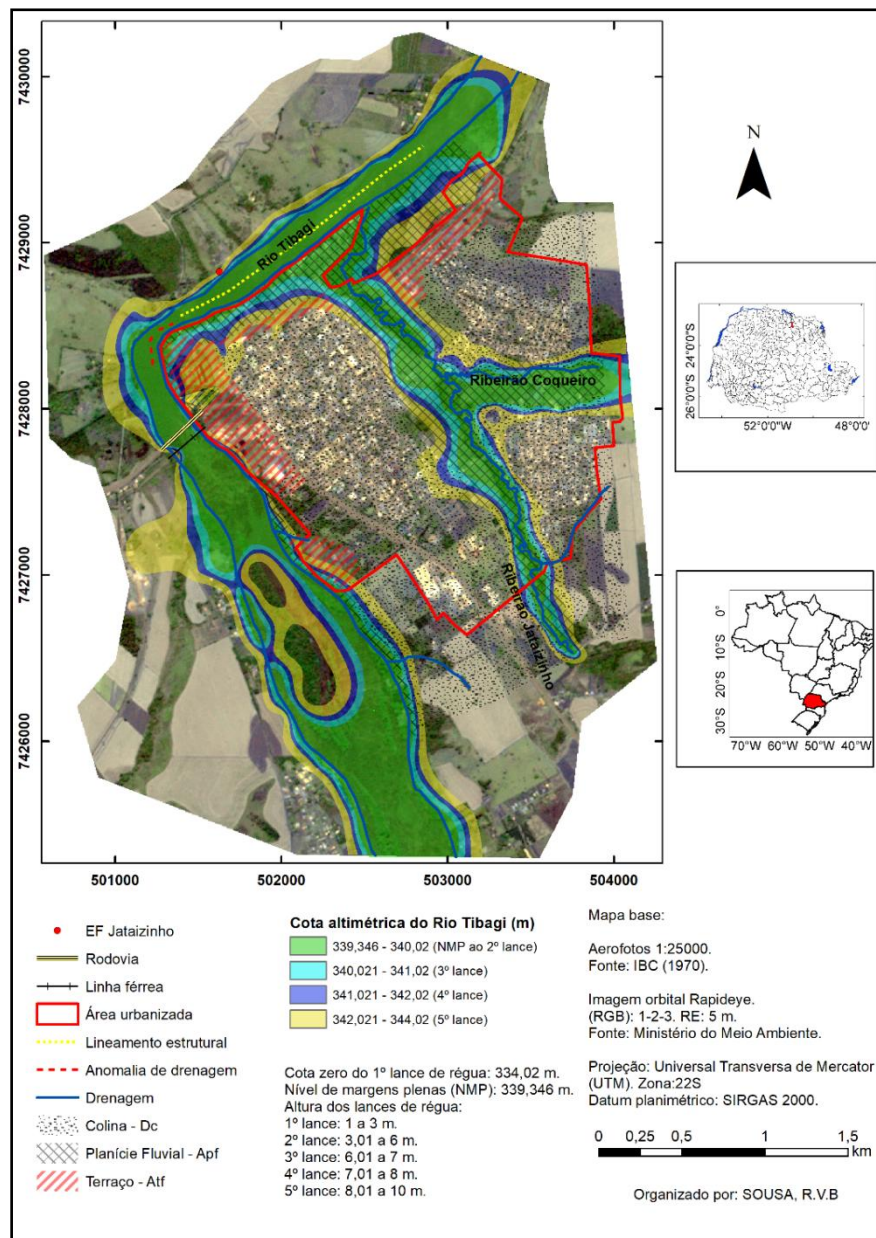 7430000
7429000
7428000
7427000
7426000
501000
502000
503000
504000
Rio Tibagi
Ribeirão Coqueiro
Ribeirão Jataizinho
N
24°0'0"S
26°0'0"S
52°0'0"W
48°0'0"W
0°
10°S
20°S
30°S
70°W
60°W
50°W
40°W
EF Jataizinho
Rodovia
Linha férrea
Área urbanizada
Lineamento estrutural
Anomalia de drenagem
Drenagem
Colina - Dc
Planície Fluvial - Apf
Terraço - Atf
Cota altimétrica do Rio Tibagi (m)
339,346 - 340,02 (NMP ao 2º lance)
340,021 - 341,02 (3º lance)
341,021 - 342,02 (4º lance)
342,021 - 344,02 (5º lance)
Cota zero do 1º lance de régua: 334,02 m.
Nível de margens plenas (NMP): 339,346 m.
Altura dos lances de régua:
1º lance: 1 a 3 m.
2º lance: 3,01 a 6 m.
3º lance: 6,01 a 7 m.
4º lance: 7,01 a 8 m.
5º lance: 8,01 a 10 m.
Mapa base:
Aerofotos 1:25000.
Fonte: IBC (1970).
Imagem orbital Rapideye.
(RGB): 1-2-3. RE: 5 m.
Fonte: Ministério do Meio Ambiente.
Projeção: Universal Transversa de Mercator
(UTM). Zona:22S
Datum planimétrico: SIRGAS 2000.
0 0,25 0,5 1 1,5
km
Organizado por: SOUSA, R.V.B